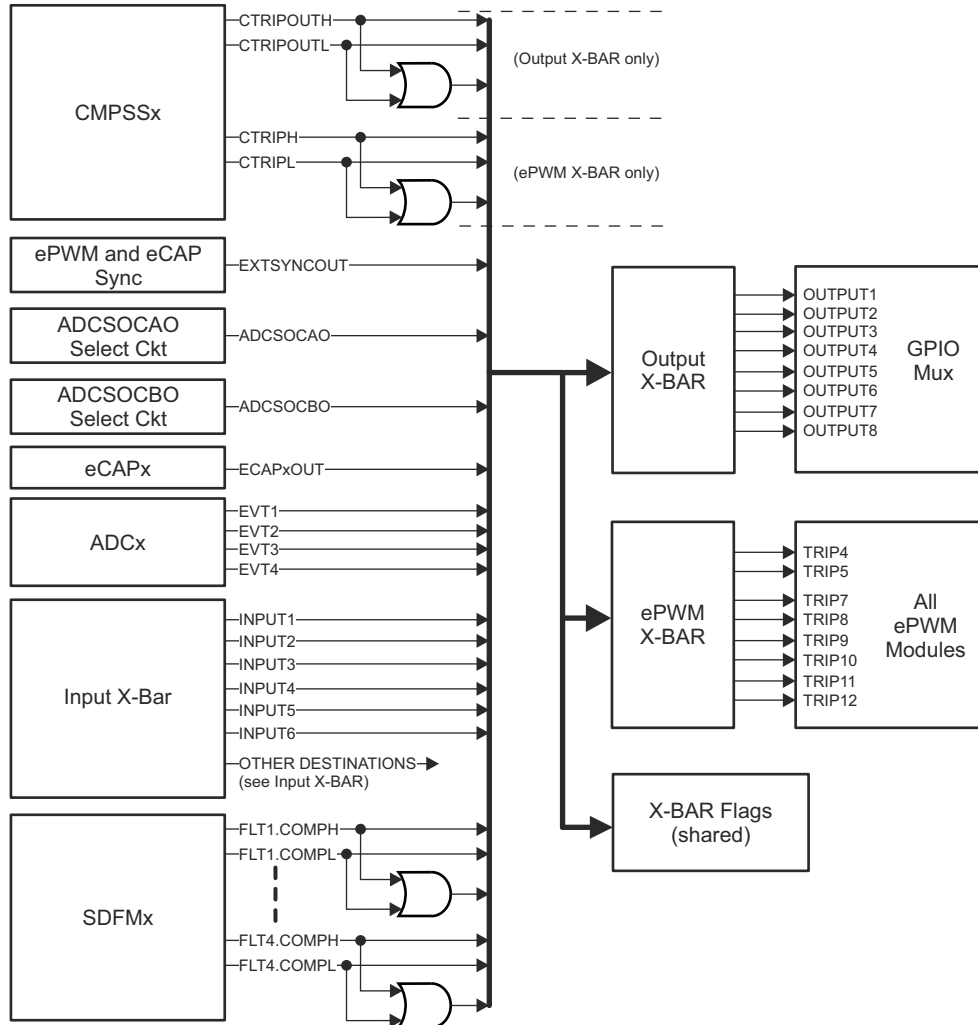 CMPSSx
CTRIPOUTH
CTRIPOUTL
(Output X-BAR only)
CTRIPH
CTRIPL
(ePWM X-BAR only)
ePWM and eCAP
Sync
EXTSYNCOUT
ADCSOCAO
Select Ckt
ADCSOCAO
ADCSOCBO
Select Ckt
ADCSOCBO
eCAPx
ECAPxOUT
ADCx
EVT1
EVT2
EVT3
EVT4
Input X-Bar
INPUT1
INPUT2
INPUT3
INPUT4
INPUT5
INPUT6
OTHER DESTINATIONS
(see Input X-BAR)
SDFMx
FLT1.COMPH
FLT1.COMPL
FLT4.COMPH
FLT4.COMPL
Output
X-BAR
OUTPUT1
OUTPUT2
OUTPUT3
OUTPUT4
OUTPUT5
OUTPUT6
OUTPUT7
OUTPUT8
GPIO
Mux
ePWM
X-BAR
TRIP4
TRIP5
TRIP7
TRIP8
TRIP9
TRIP10
TRIP11
TRIP12
All
ePWM
Modules
X-BAR Flags
(shared)